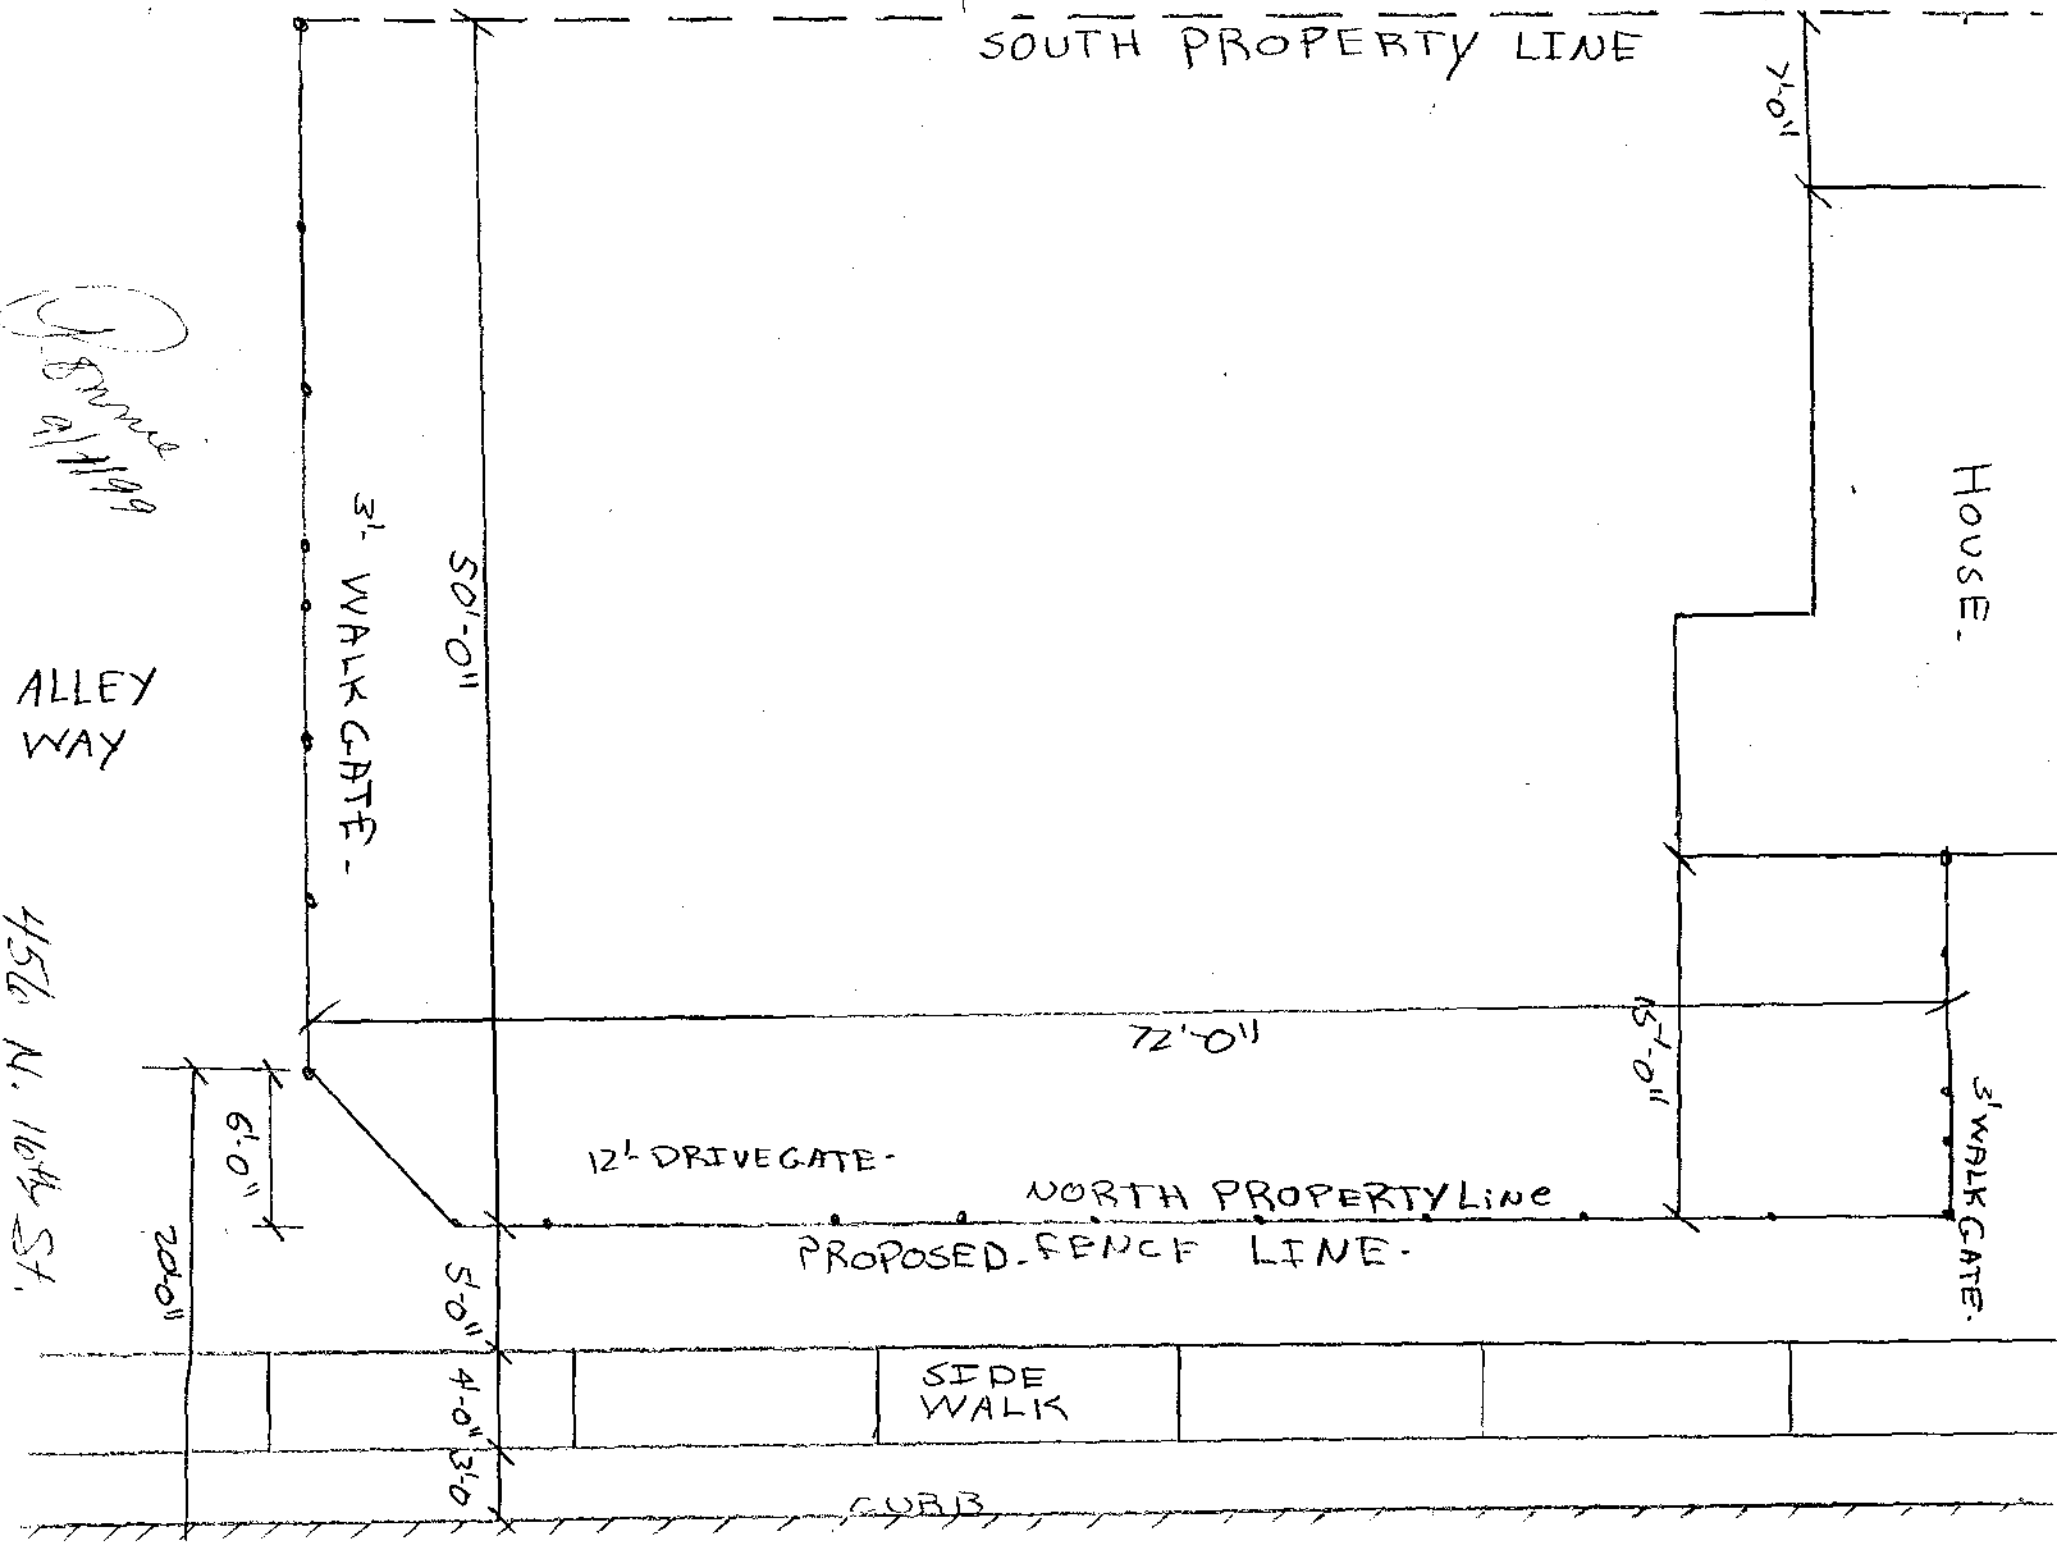 SOUTH PROPERTY LINE
7'-0"
HOUSE.
3'- WALK GATE-
50'-0"
ALLEY
WAY
456 N. 16th St.
72'-0"
15'-0"
3' WALK GATE.
6'-0"
20'-0"
12'- DRIVE GATE-
NORTH PROPERTY LiNe
PROPOSED-FENCE LINE-
5'-0"
4'-0"
3'-0
SIDE
WALK
CURB